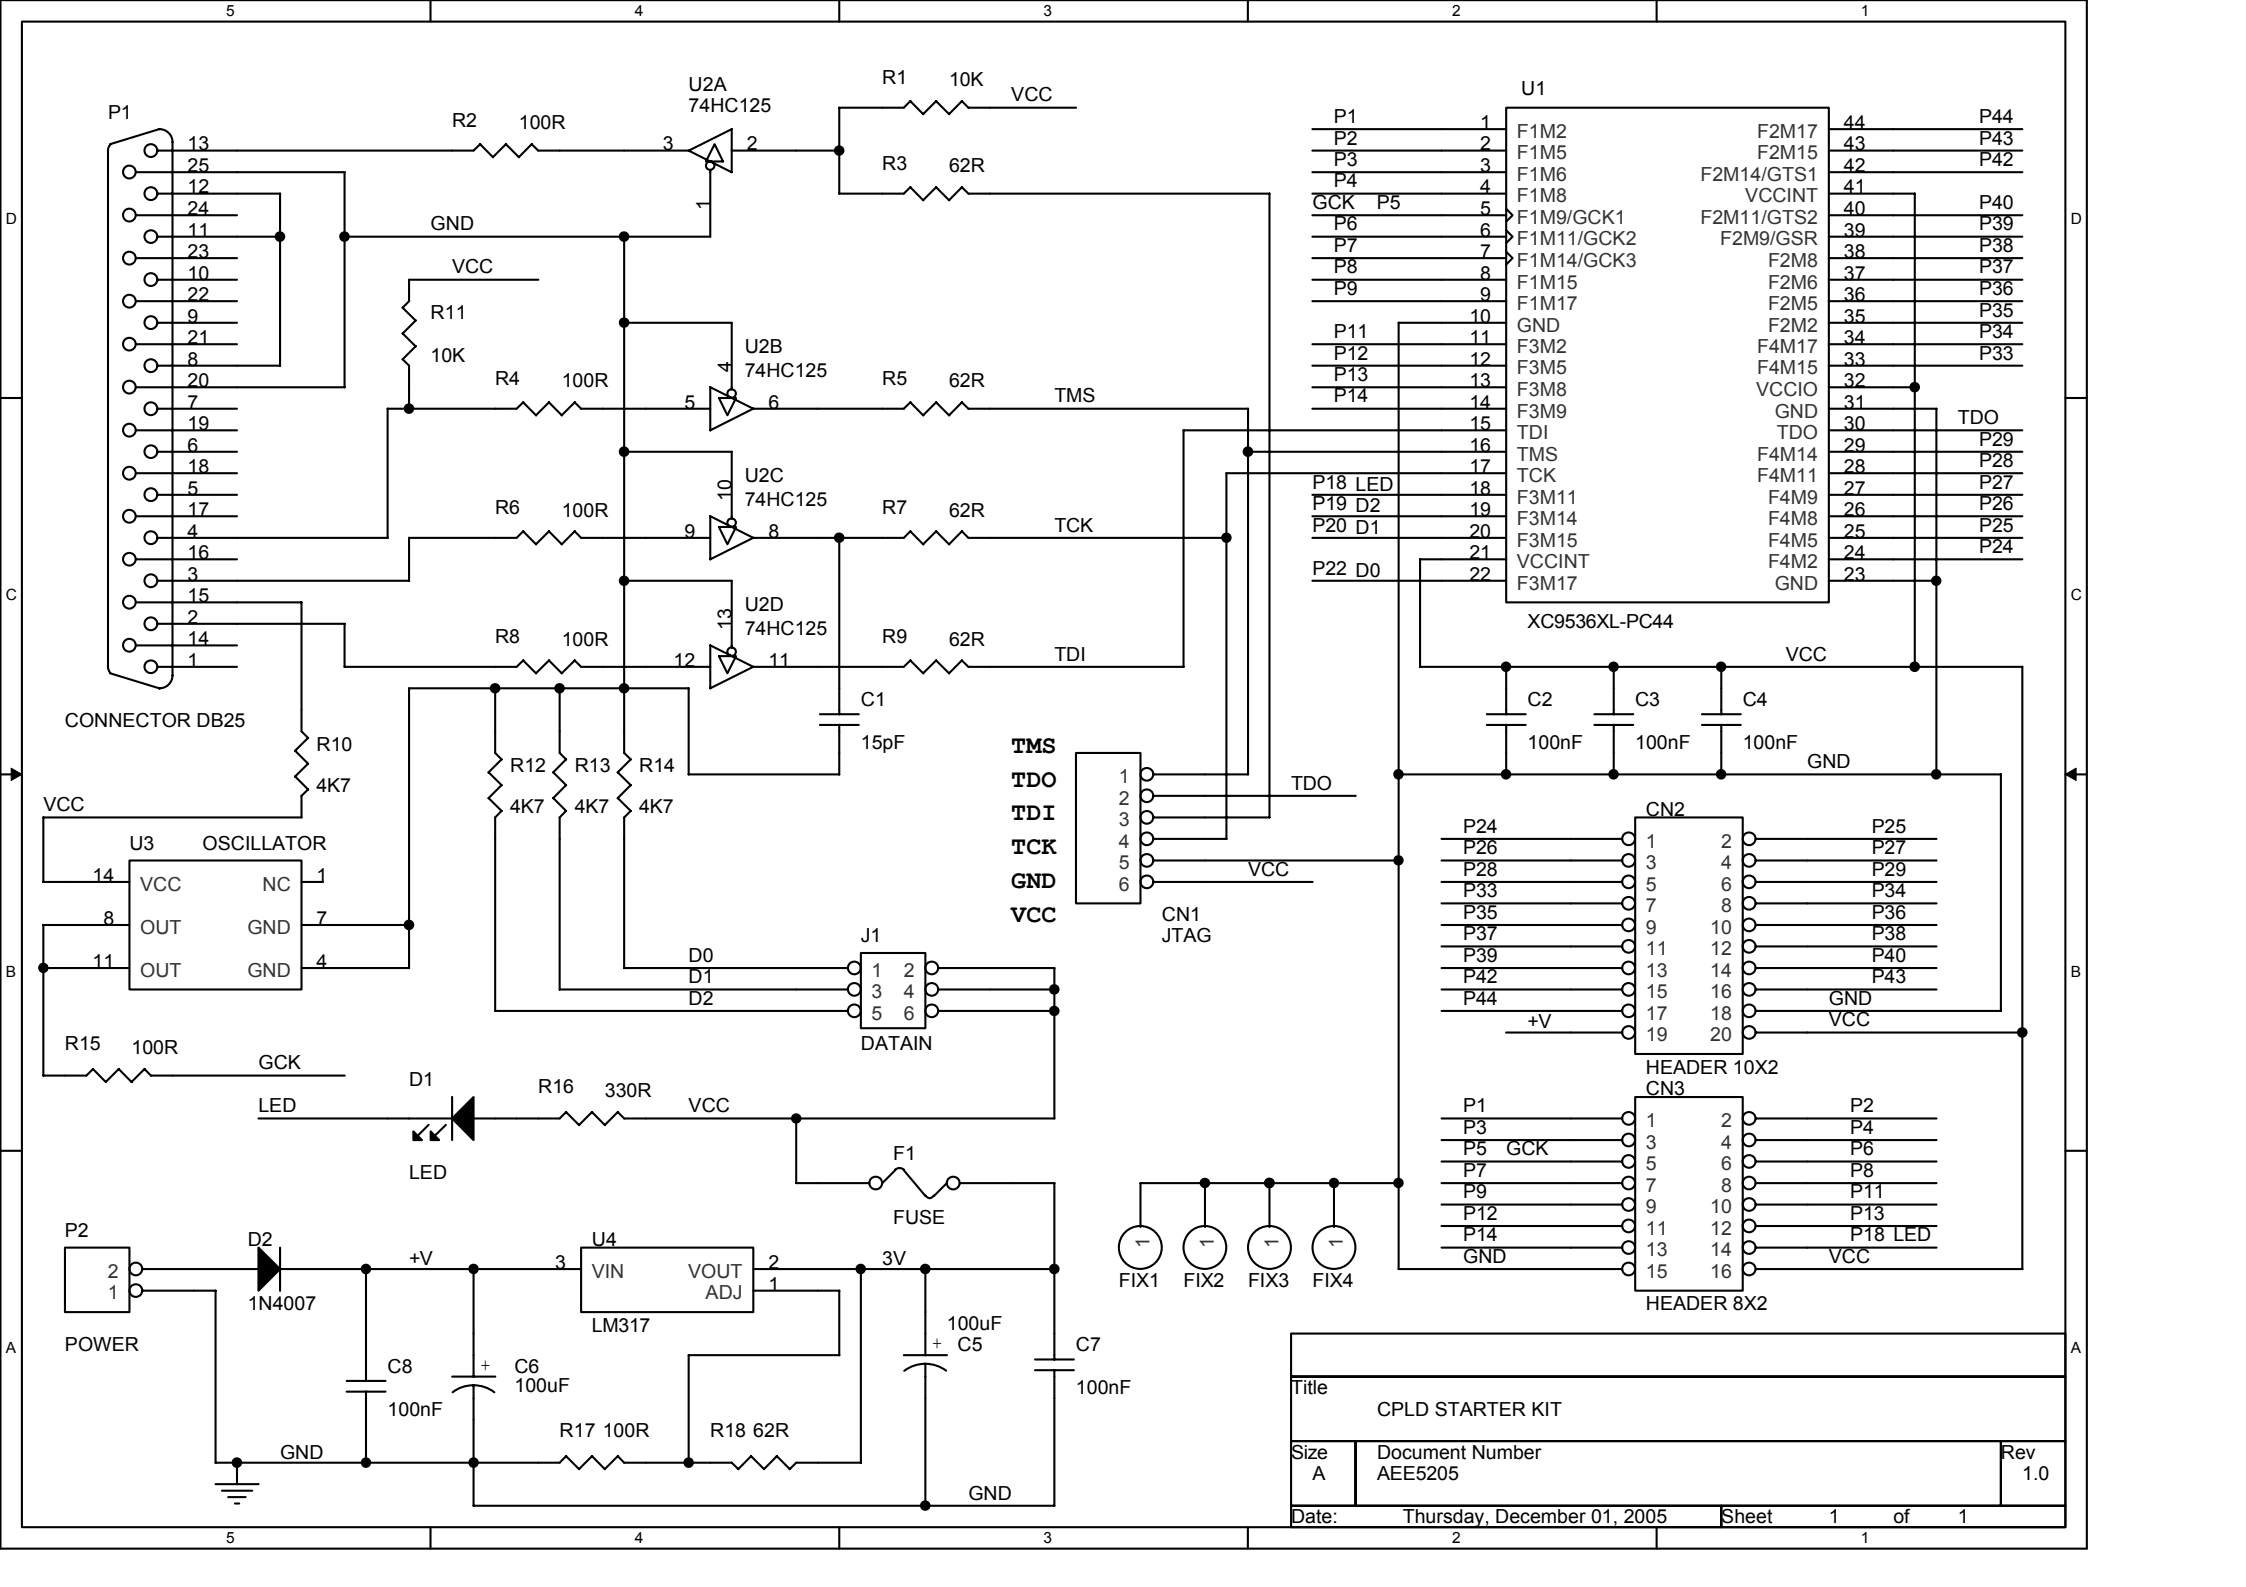 5 4 3 2 1
D
C
B
A
P1
13
25
12
24
11
23
10
22
9
21
8
20
7
19
6
18
5
17
4
16
3
15
2
14
1
CONNECTOR DB25
R2 100R
U2A
74HC125
3 2
1
R1 10K VCC
R3 62R
GND
VCC
R11
10K
R4 100R
U2B
74HC125
4
5 6
R5 62R TMS
R6 100R
U2C
74HC125
10
9 8
R7 62R TCK
R8 100R
U2D
74HC125
13
12 11
R9 62R TDI
C1
15pF
R10
4K7
R12
4K7
R13
4K7
R14
4K7
VCC
U3 OSCILLATOR
14 VCC NC 1
8 OUT GND 7
11 OUT GND 4
R15 100R GCK
D0
D1
D2
J1
1 2
3 4
5 6
DATAIN
LED
D1
LED
R16 330R VCC
F1
FUSE
P2
2
1
POWER
D2
1N4007
+V
U4
3 VIN VOUT 2
ADJ 1
LM317
3V
C8
100nF
+
C6
100uF
100uF
+
C5
C7
100nF
R17 100R
R18 62R
GND
GND
TMS
TDO
TDI
TCK
GND
VCC
1
2
3
4
5
6
TDO
VCC
CN1
JTAG
1 1 1 1
FIX1 FIX2 FIX3 FIX4
U1
P1 1 F1M2 F2M17 44 P44
P2 2 F1M5 F2M15 43 P43
P3 3 F1M6 F2M14/GTS1 42 P42
P4 4 F1M8 VCCINT 41
GCK P5 5 F1M9/GCK1 F2M11/GTS2 40 P40
P6 6 F1M11/GCK2 F2M9/GSR 39 P39
P7 7 F1M14/GCK3 F2M8 38 P38
P8 8 F1M15 F2M6 37 P37
P9 9 F1M17 F2M5 36 P36
10 GND F2M2 35 P35
P11 11 F3M2 F4M17 34 P34
P12 12 F3M5 F4M15 33 P33
P13 13 F3M8 VCCIO 32
P14 14 F3M9 GND 31
15 TDI TDO 30 TDO
16 TMS F4M14 29 P29
17 TCK F4M11 28 P28
P18 LED 18 F3M11 F4M9 27 P27
P19 D2 19 F3M14 F4M8 26 P26
P20 D1 20 F3M15 F4M5 25 P25
21 VCCINT F4M2 24 P24
P22 D0 22 F3M17 GND 23
XC9536XL-PC44
VCC
C2
100nF
C3
100nF
C4
100nF
GND
CN2
P24 1 2 P25
P26 3 4 P27
P28 5 6 P29
P33 7 8 P34
P35 9 10 P36
P37 11 12 P38
P39 13 14 P40
P42 15 16 P43
P44 17 18 GND
+V 19 20 VCC
HEADER 10X2
CN3
P1 1 2 P2
P3 3 4 P4
P5 GCK 5 6 P6
P7 7 8 P8
P9 9 10 P11
P12 11 12 P13
P14 13 14 P18 LED
GND 15 16 VCC
HEADER 8X2
Title
CPLD STARTER KIT
Size
A
Document Number
AEE5205
Rev
1.0
Date: Thursday, December 01, 2005 Sheet 1 of 1
D
C
B
A
5 4 3 2 1